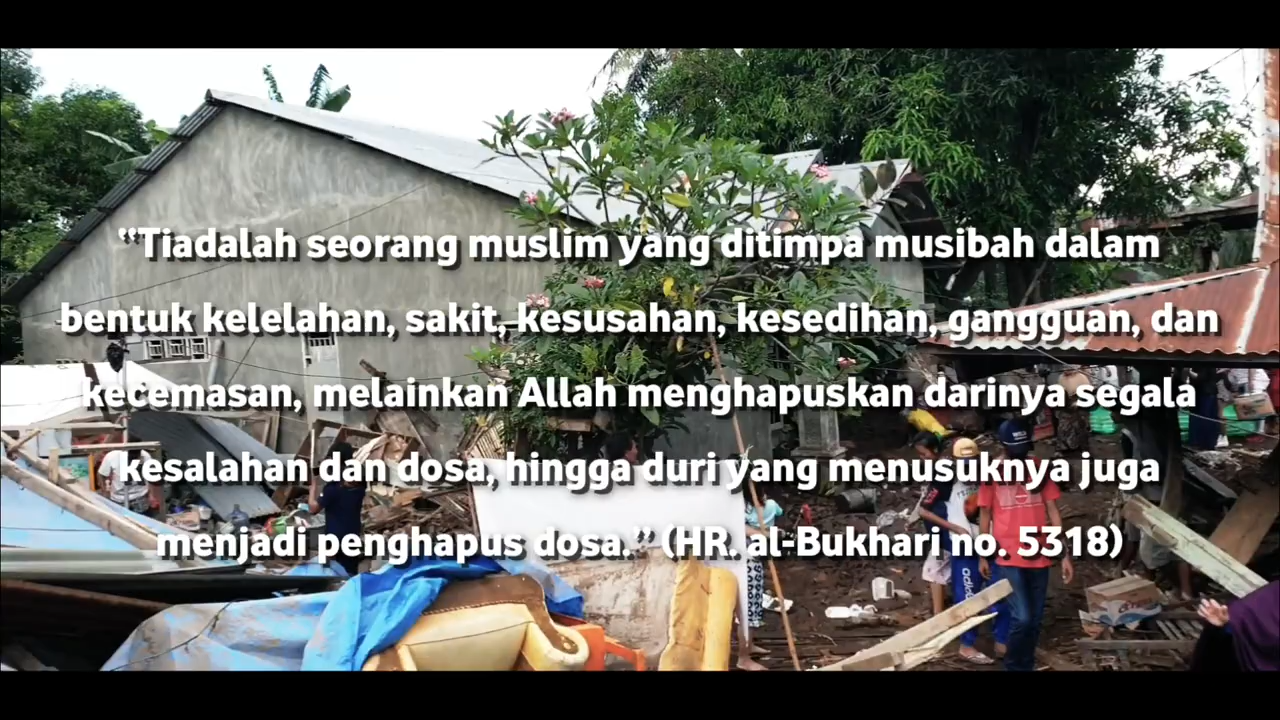 “Tiadalah seorang muslim yang ditimpa musibah dalam
bentuk kelelahan, sakit, kesusahan, kesedihan, gangguan, dan
kecemasan, melainkan Allah menghapuskan darinya segala
kesalahan dan dosa, hingga duri yang menusuknya juga
menjadi penghapus dosa.” (HR. al-Bukhari no. 5318)
adidas